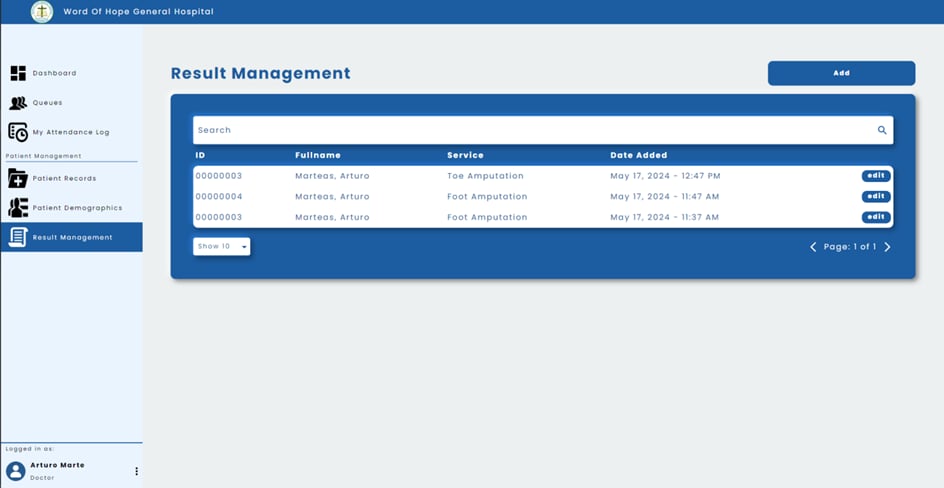 Word Of Hope General Hospital
Dashboard
Queues
My Attendance Log
Patient Management
Patient Records
Patient Demographics
Result Management
Logged in as:
Arturo Marte
Doctor
Result Management
Add
Search
ID Fullname Service Date Added
00000003 Marteas, Arturo Toe Amputation May 17, 2024 - 12:47 PM edit
00000004 Marteas, Arturo Foot Amputation May 17, 2024 - 11:47 AM edit
00000003 Marteas, Arturo Foot Amputation May 17, 2024 - 11:37 AM edit
Show 10
Page: 1 of 1